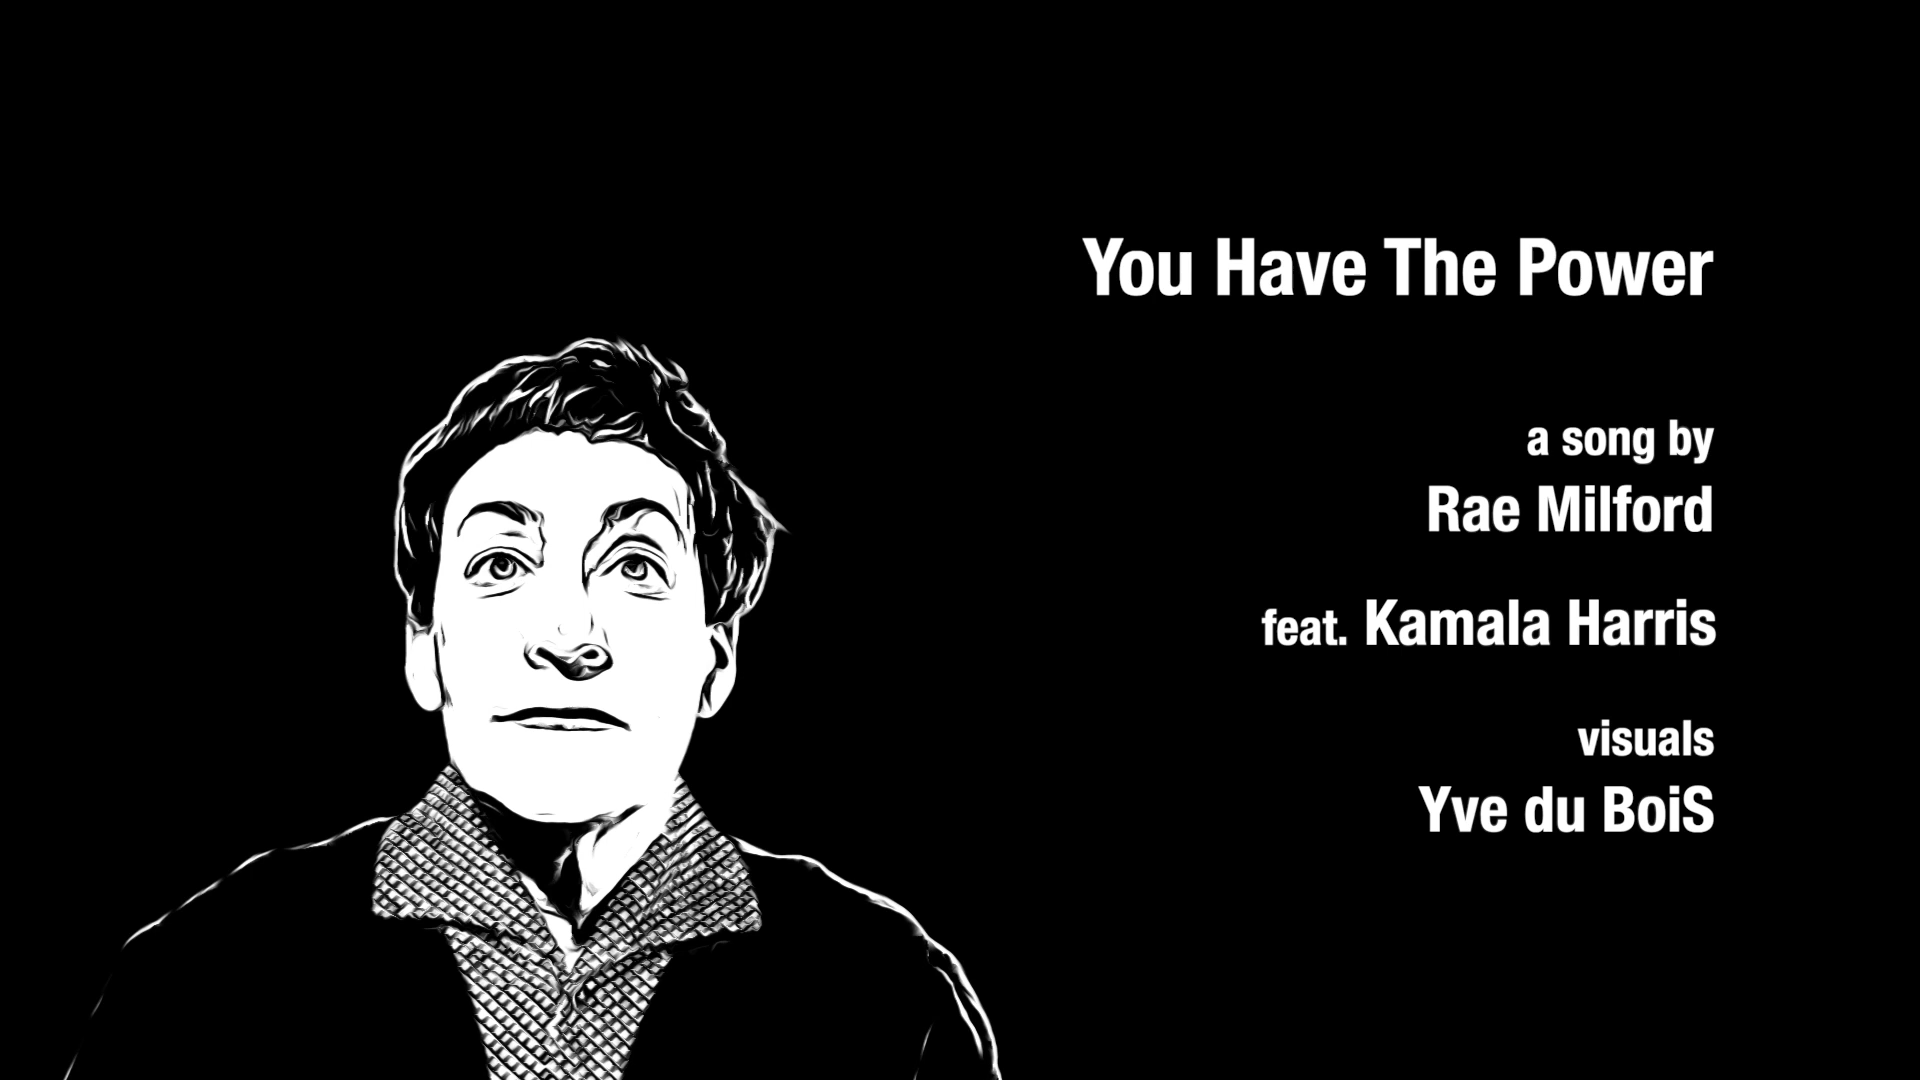 You Have The Power
a song by
Rae Milford
feat. Kamala Harris
visuals
Yve du BoiS